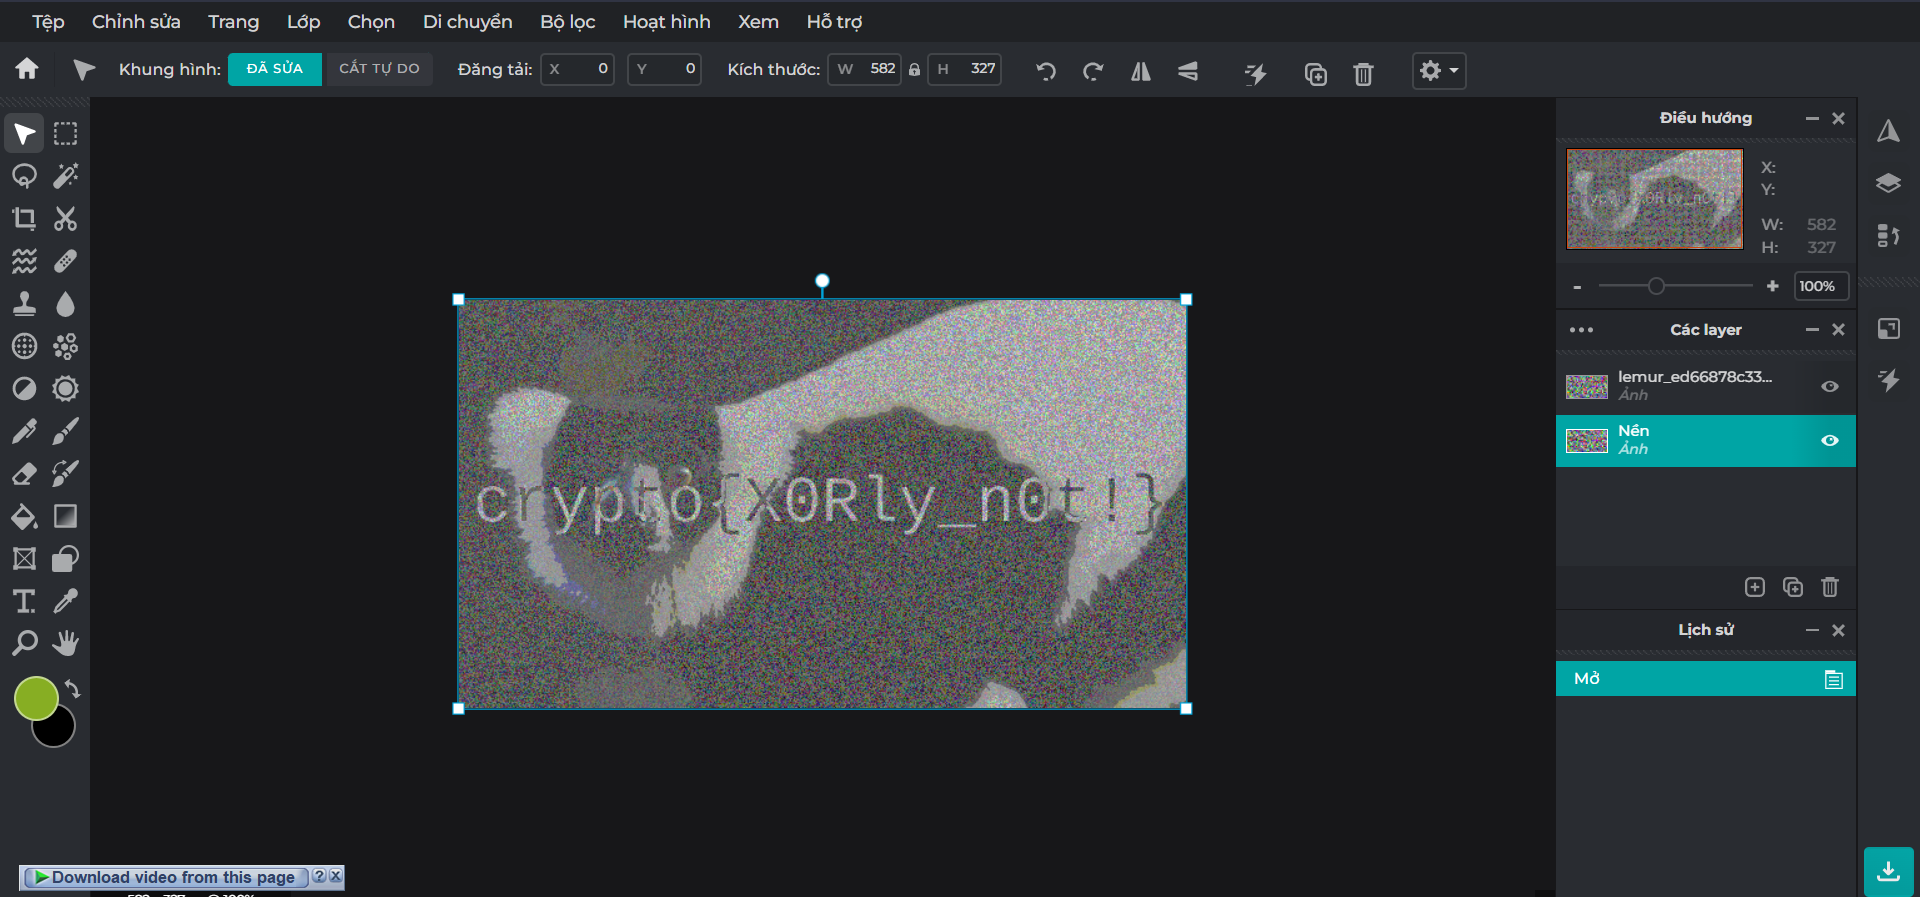 Tệp Chỉnh sửa Trang Lớp Chọn Di chuyển Bộ lọc Hoạt hình Xem Hỗ trợ
Khung hình: ĐÃ SỬA CẮT TỰ DO Đăng tải: X 0 Y 0 Kích thước: W 582 H 327
Điều hướng
X:
Y:
W: 582
H: 327
- + 100%
Các layer
lemur_ed66878c33...
Ảnh
Nền
Ảnh
Lịch sử
Mở
crypto{X0Rly_n0t!}
Download video from this page ? x